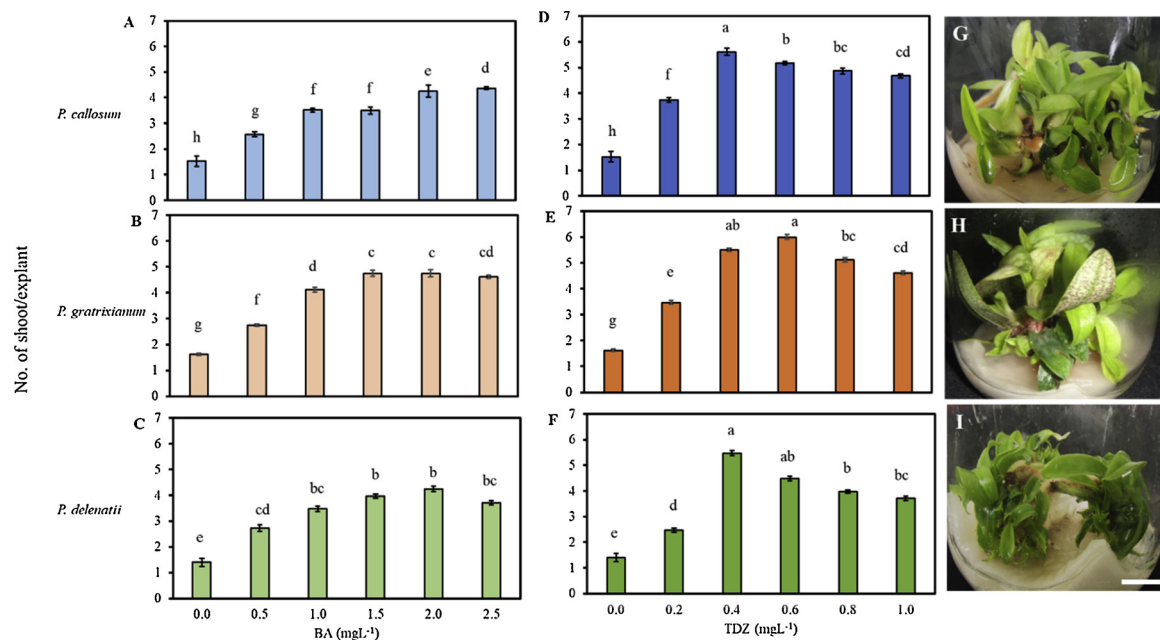 No. of shoot/explant
P. callosum
P. gratrixianum
P. delenatii
A
7
6
5
4
3
2
1
0
h
g
f
f
e
d
B
7
6
5
4
3
2
1
0
g
f
d
c
c
cd
C
7
6
5
4
3
2
1
0
e
cd
bc
b
b
bc
0.0 0.5 1.0 1.5 2.0 2.5
BA (mgL-1)
D
7
6
5
4
3
2
1
0
h
f
a
b
bc
cd
E
7
6
5
4
3
2
1
0
g
e
ab
a
bc
cd
F
7
6
5
4
3
2
1
0
e
d
a
ab
b
bc
0.0 0.2 0.4 0.6 0.8 1.0
TDZ (mgL-1)
G
H
I